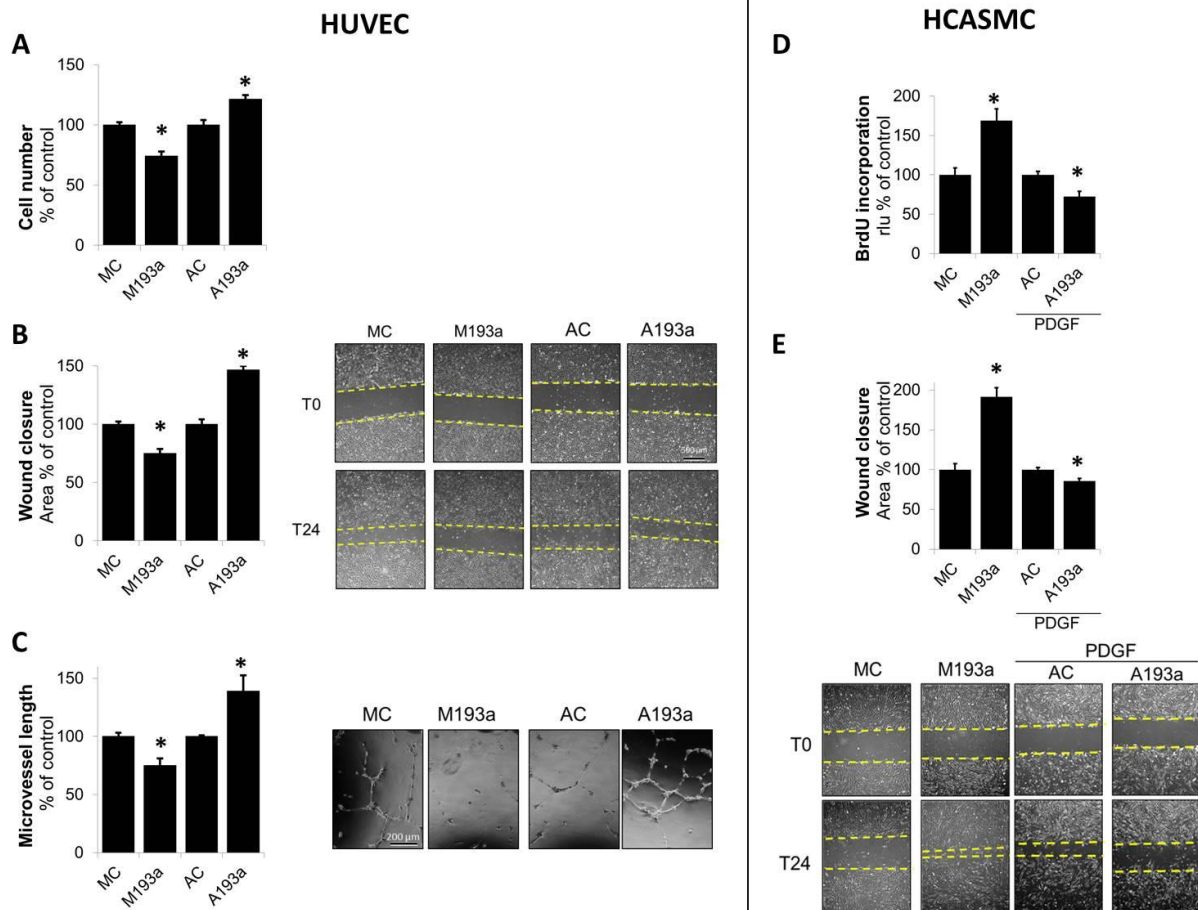 HUVEC
A
Cell number
% of control
150
100
50
0
*
*
MC
M193a
AC
A193a
B
Wound closure
Area % of control
150
100
50
0
*
*
MC
M193a
AC
A193a
MC
M193a
AC
A193a
T0
500 µm
T24
C
Microvessel length
% of control
150
100
50
0
*
*
MC
M193a
AC
A193a
MC
M193a
AC
A193a
200 µm
HCASMC
D
BrdU incorporation
rlu % of control
200
150
100
50
0
*
*
MC
M193a
AC
A193a
PDGF
E
Wound closure
Area % of control
200
150
100
50
0
*
*
MC
M193a
AC
A193a
PDGF
PDGF
MC
M193a
AC
A193a
T0
T24